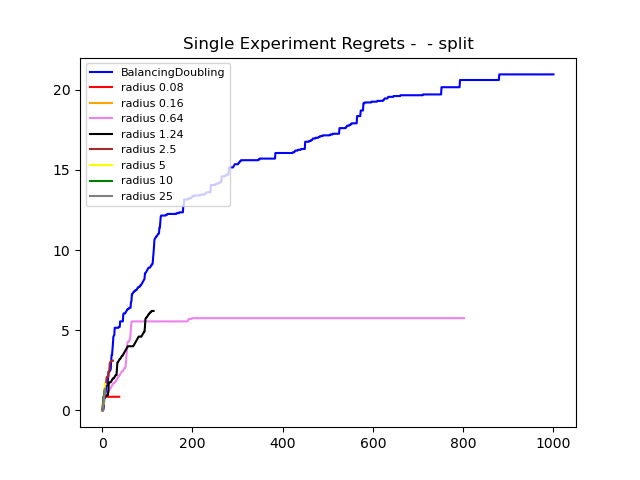 Single Experiment Regrets -  - split
BalancingDoubling
radius 0.08
radius 0.16
radius 0.64
radius 1.24
radius 2.5
radius 5
radius 10
radius 25
20
15
10
5
0
0 200 400 600 800 1000